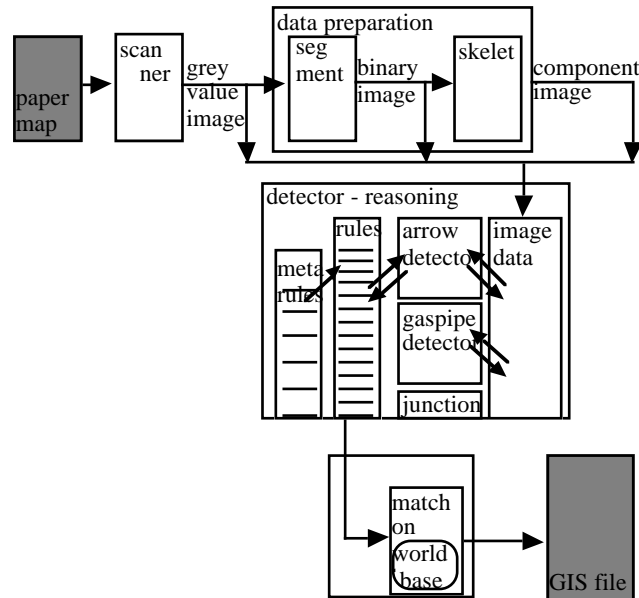 data preparation
scan
ner
seg
ment
skelet
grey
value
image
binary
image
component
image
paper
map
detector - reasoning
rules
meta
rules
arrow
detector
image
data
gaspipe
detector
junction
match
on
world
base
GIS file